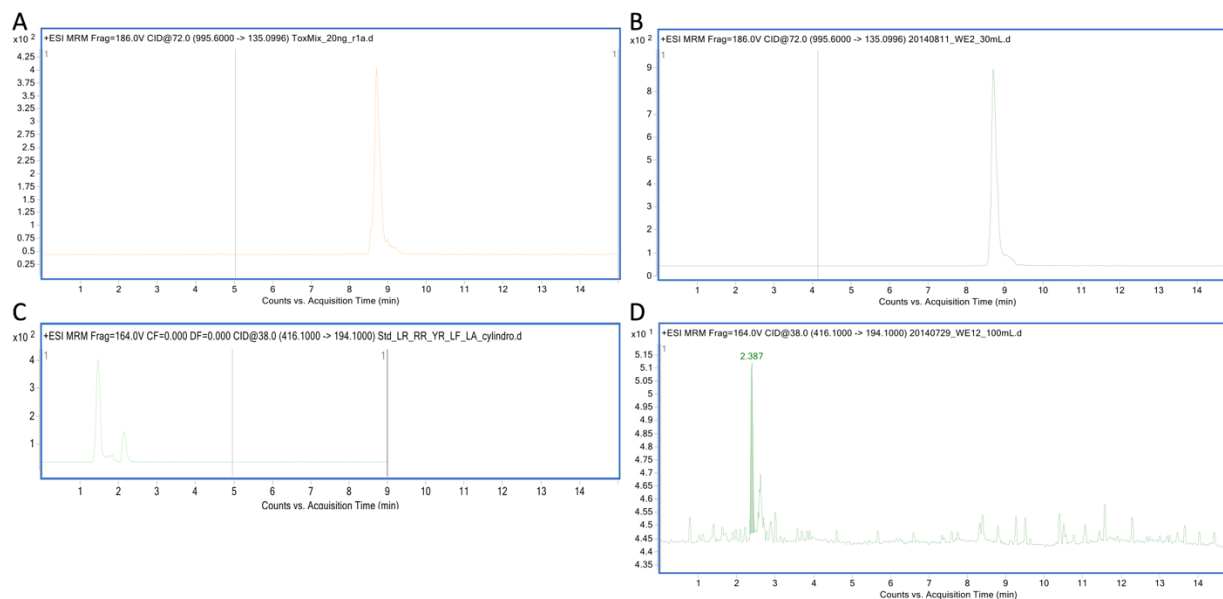 A
+ESI MRM Frag=186.0V CID@72.0 (995.6000 -> 135.0996) ToxMix_20ng_r1a.d
x10 2
1
1
4.25
4
3.75
3.5
3.25
3
2.75
2.5
2.25
2
1.75
1.5
1.25
1
0.75
0.5
0.25
1 2 3 4 5 6 7 8 9 10 11 12 13 14
Counts vs. Acquisition Time (min)
B
+ESI MRM Frag=186.0V CID@72.0 (995.6000 -> 135.0996) 20140811_WE2_30mL.d
x10 2
1
9
8
7
6
5
4
3
2
1
0
1 2 3 4 5 6 7 8 9 10 11 12 13 14
Counts vs. Acquisition Time (min)
C
+ESI MRM Frag=164.0V CF=0.000 DF=0.000 CID@38.0 (416.1000 -> 194.1000) Std_LR_RR_YR_LF_LA_cylindro.d
x10 2
1
1
4
3
2
1
1 2 3 4 5 6 7 8 9 10 11 12 13 14
Counts vs. Acquisition Time (min)
D
+ESI MRM Frag=164.0V CID@38.0 (416.1000 -> 194.1000) 20140729_WE12_100mL.d
x10 1
1
2.387
5.15
5.1
5.05
5
4.95
4.9
4.85
4.8
4.75
4.7
4.65
4.6
4.55
4.5
4.45
4.4
4.35
1 2 3 4 5 6 7 8 9 10 11 12 13 14
Counts vs. Acquisition Time (min)